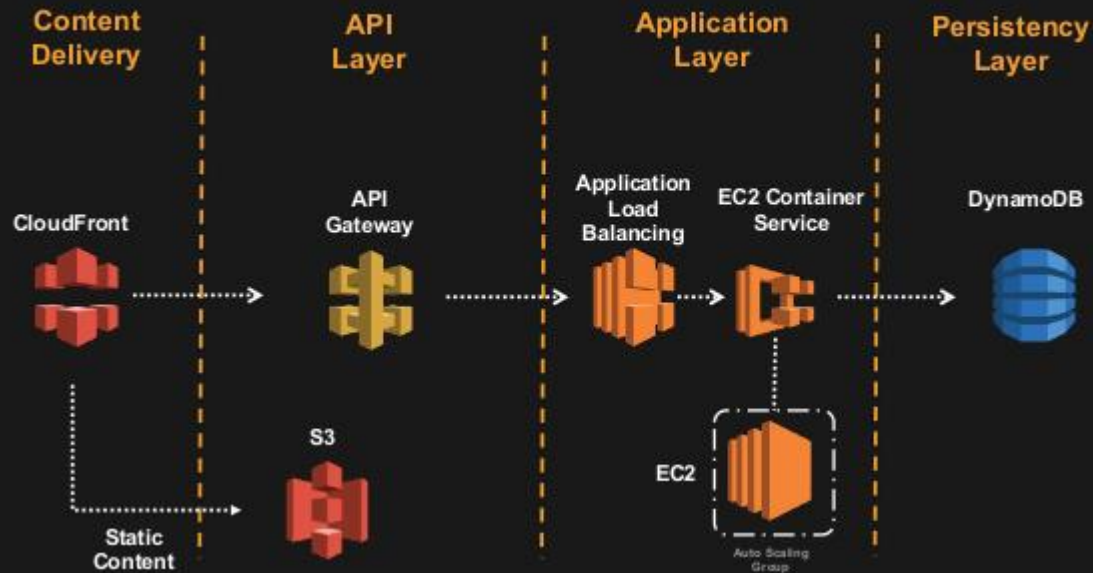 Content
Delivery
API
Layer
Application
Layer
Persistency
Layer
CloudFront
API
Gateway
Application
Load
Balancing
EC2 Container
Service
DynamoDB
S3
EC2
Static
Content
Auto Scaling
Group